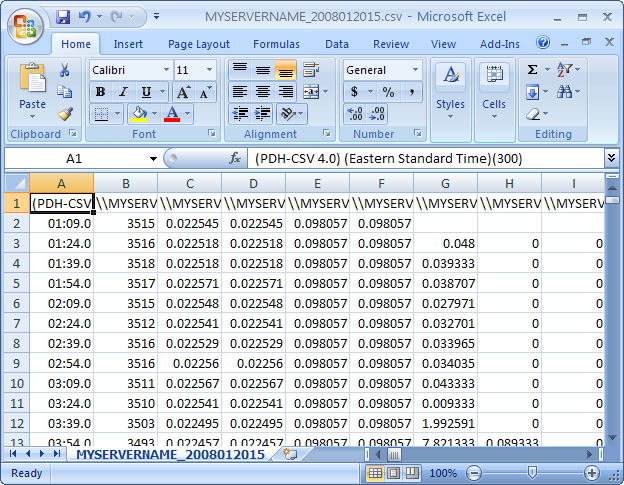 MYSERVERNAME_2008012015.csv - Microsoft Excel
Home Insert Page Layout Formulas Data Review View Add-Ins
Calibri 11 General
Paste B I U A A $ % , Styles Cells Σ
A .00 .0
Clipboard Font Alignment Number Editing
A1 fx (PDH-CSV 4.0) (Eastern Standard Time)(300)
A B C D E F G H I
1 (PDH-CSV \\MYSERV \\MYSERV \\MYSERV \\MYSERV \\MYSERV \\MYSERV \\MYSERV \\MYSERV
2 01:09.0 3515 0.022545 0.022545 0.098057 0.098057
3 01:24.0 3516 0.022518 0.022518 0.098057 0.098057 0.048 0 0
4 01:39.0 3518 0.022518 0.022518 0.098057 0.098057 0.039333 0 0
5 01:54.0 3517 0.022571 0.022571 0.098057 0.098057 0.038707 0 0
6 02:09.0 3515 0.022548 0.022548 0.098057 0.098057 0.027971 0 0
7 02:24.0 3512 0.022541 0.022541 0.098057 0.098057 0.032701 0 0
8 02:39.0 3516 0.022529 0.022529 0.098057 0.098057 0.033965 0 0
9 02:54.0 3516 0.02256 0.02256 0.098057 0.098057 0.034035 0 0
10 03:09.0 3511 0.022567 0.022567 0.098057 0.098057 0.043333 0 0
11 03:24.0 3510 0.022541 0.022541 0.098057 0.098057 0.009333 0 0
12 03:39.0 3503 0.022495 0.022495 0.098057 0.098057 1.992591 0 0
13 03:54.0 3493 0.022457 0.022457 0.098057 0.098057 7.821333 0.089333 0
MYSERVERNAME_2008012015
Ready 100%